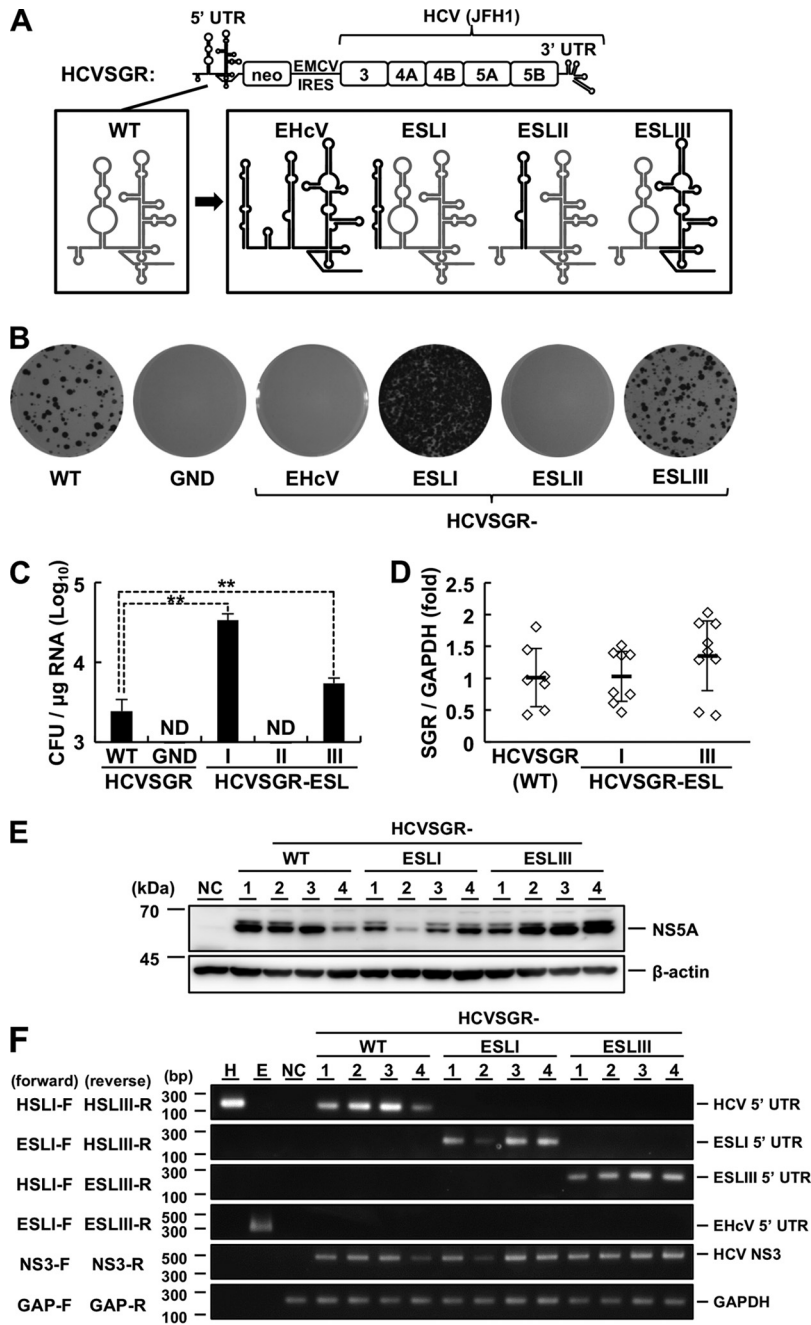 A
5' UTR
HCV (JFH1)
3' UTR
HCVSGR:
neo
EMCV
IRES
3
4A
4B
5A
5B
WT
EHcV
ESLI
ESLII
ESLIII
B
WT
GND
EHcV
ESLI
ESLII
ESLIII
HCVSGR-
C
CFU / μg RNA (Log10)
5
4
3
**
**
ND
ND
WT
GND
I
II
III
HCVSGR
HCVSGR-ESL
D
SGR / GAPDH (fold)
2.5
2
1.5
1
0.5
0
HCVSGR
(WT)
I
III
HCVSGR-ESL
E
HCVSGR-
WT
ESLI
ESLIII
(kDa)
NC
1 2 3 4
1 2 3 4
1 2 3 4
70
45
NS5A
β-actin
F
HCVSGR-
WT
ESLI
ESLIII
(forward) (reverse) (bp)
H E NC
1 2 3 4
1 2 3 4
1 2 3 4
HSLI-F HSLIII-R
300
100
HCV 5' UTR
ESLI-F HSLIII-R
300
100
ESLI 5' UTR
HSLI-F ESLIII-R
300
100
ESLIII 5' UTR
ESLI-F ESLIII-R
500
300
EHcV 5' UTR
NS3-F NS3-R
500
300
HCV NS3
GAP-F GAP-R
300
100
GAPDH